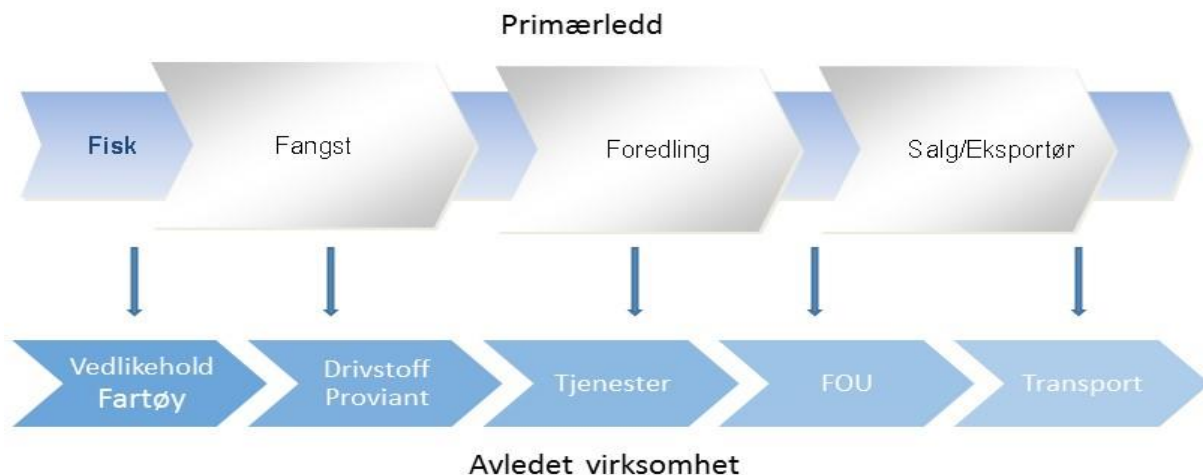 Primærledd
Fisk
Fangst
Foredling
Salg/Eksportør
Vedlikehold
Fartøy
Drivstoff
Proviant
Tjenester
FOU
Transport
Avledet virksomhet